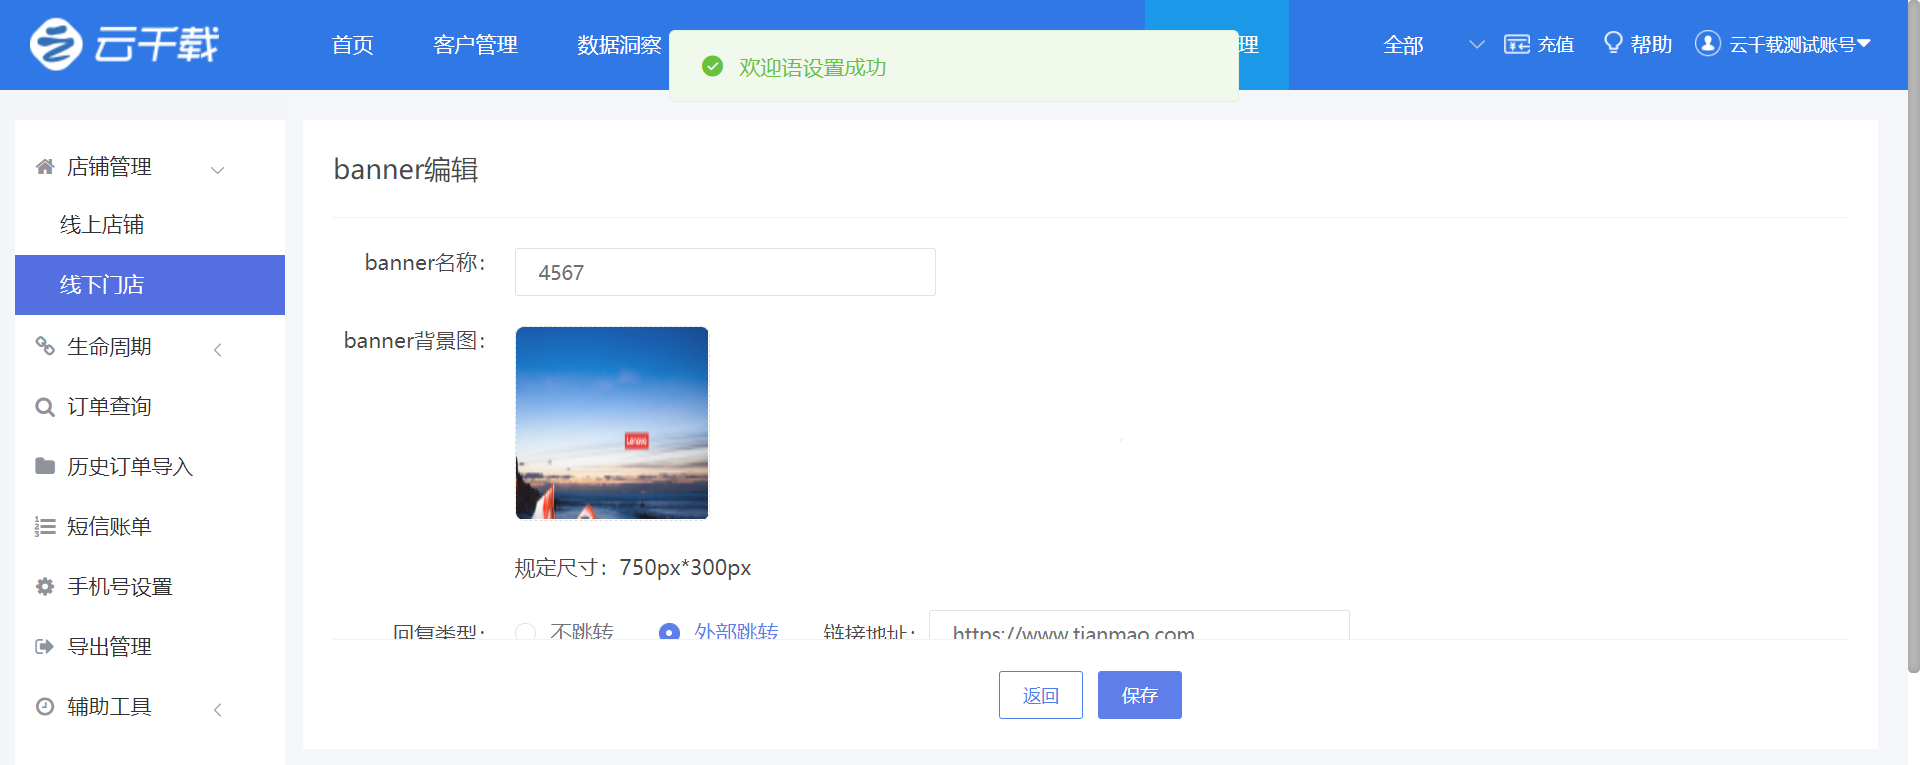 云千载
首页
客户管理
数据洞察
理
全部
充值
帮助
云千载测试账号
欢迎语设置成功
店铺管理
线上店铺
线下门店
生命周期
订单查询
历史订单导入
短信账单
手机号设置
导出管理
辅助工具
banner编辑
banner名称：
4567
banner背景图：
Lenovo
规定尺寸：750px*300px
回复类型：
不跳转
外部跳转
链接地址：
https://www.tianmao.com
返回
保存